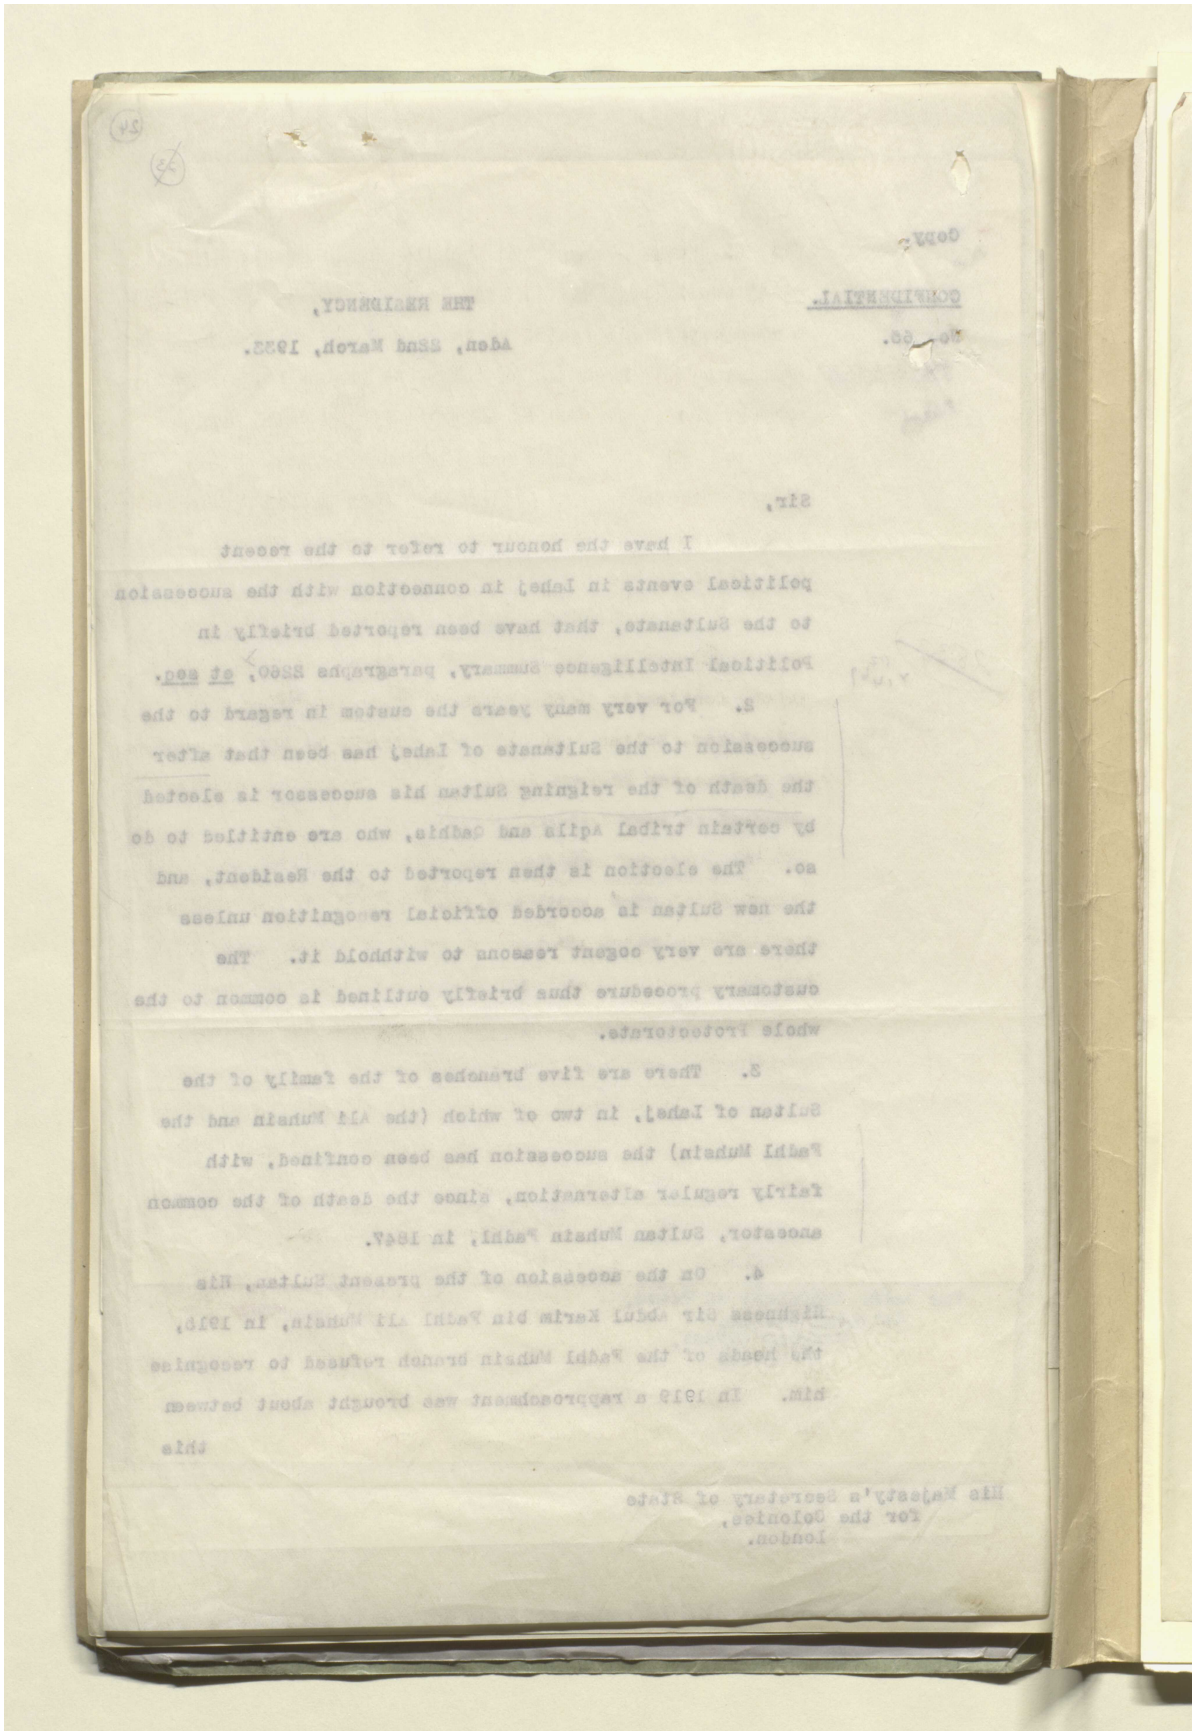 24
Copy.
CONFIDENTIAL.
THE RESIDENCY,
No. 66.
Aden, 22nd March, 1933.
Sir,
I have the honour to refer to the recent
political events in Lahej in connection with the succession
to the Sultanate, that have been reported briefly in
Political Intelligence Summary, paragraphs 2260, et seq.
2. For very many years the custom in regard to the
succession to the Sultanate of Lahej has been that after
the death of the reigning Sultan his successor is elected
by certain tribal Aqils and Qadhis, who are entitled to do
so. The election is then reported to the Resident, and
the new Sultan is accorded official recognition unless
there are very cogent reasons to withhold it. The
customary procedure thus briefly outlined is common to the
whole Protectorate.
3. There are five branches of the family of the
Sultan of Lahej, in two of which (the Ali Muhsin and the
Fadhl Muhsin) the succession has been confined, with
fairly regular alternation, since the death of the common
ancestor, Sultan Muhsin Fadhl, in 1847.
4. On the accession of the present Sultan, His
Highness Sir Abdul Karim bin Fadhl Ali Muhsin, in 1915,
the heads of the Fadhl Muhsin branch refused to recognise
him. In 1919 a rapprochment was brought about between
this
His Majesty's Secretary of State
for the Colonies,
London.